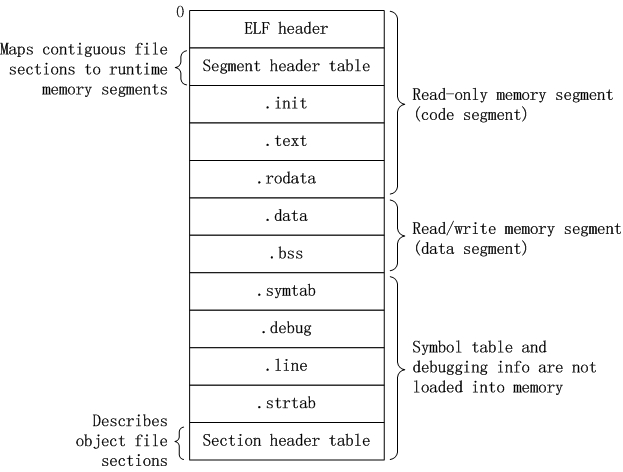 0
ELF header
Maps contiguous file
sections to runtime
memory segments
Segment header table
.init
.text
.rodata
Read-only memory segment
(code segment)
.data
.bss
Read/write memory segment
(data segment)
.symtab
.debug
.line
.strtab
Symbol table and
debugging info are not
loaded into memory
Describes
object file
sections
Section header table